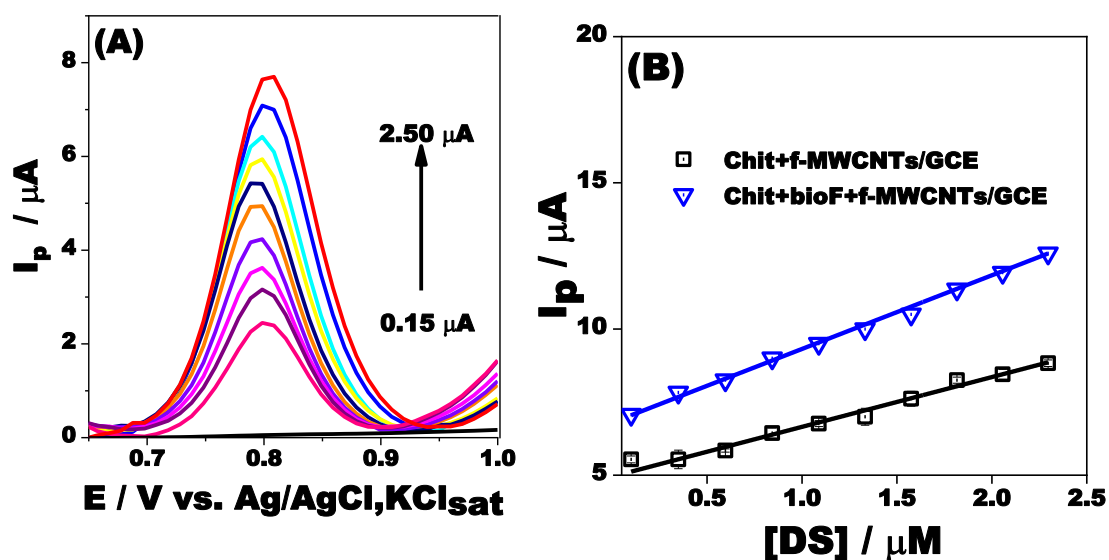 (A)
8
6
4
2
0
I_p / μA
2.50 μA
0.15 μA
0.7 0.8 0.9 1.0
E / V vs. Ag/AgCl,KCl_sat
(B)
20
15
10
5
I_p / μA
Chit+f-MWCNTs/GCE
Chit+bioF+f-MWCNTs/GCE
0.5 1.0 1.5 2.0 2.5
[DS] / μM